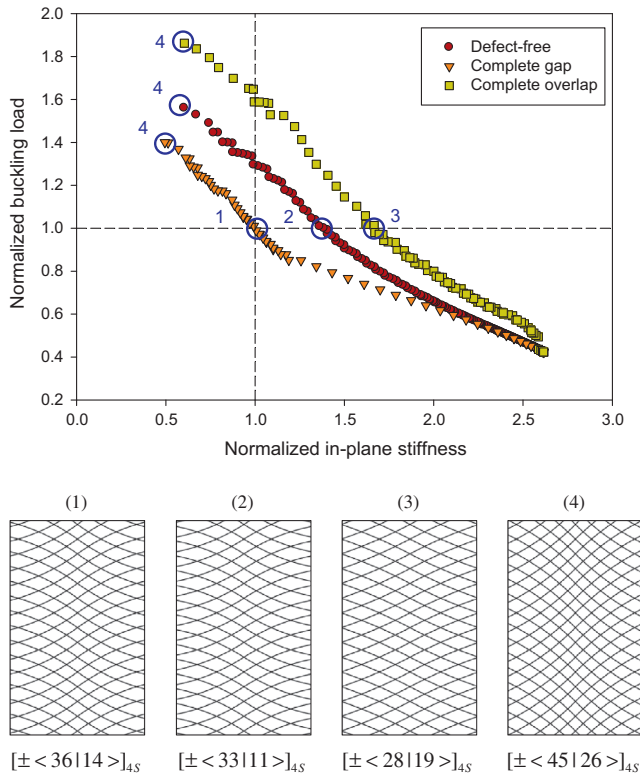 2.0
1.8
1.6
1.4
1.2
1.0
0.8
0.6
0.4
0.2
Normalized buckling load
4
4
4
1
2
3
Defect-free
Complete gap
Complete overlap
0.0 0.5 1.0 1.5 2.0 2.5 3.0
Normalized in-plane stiffness
(1) (2) (3) (4)
[± < 36 | 14 >]4S [± < 33 | 11 >]4S [± < 28 | 19 >]4S [± < 45 | 26 >]4S